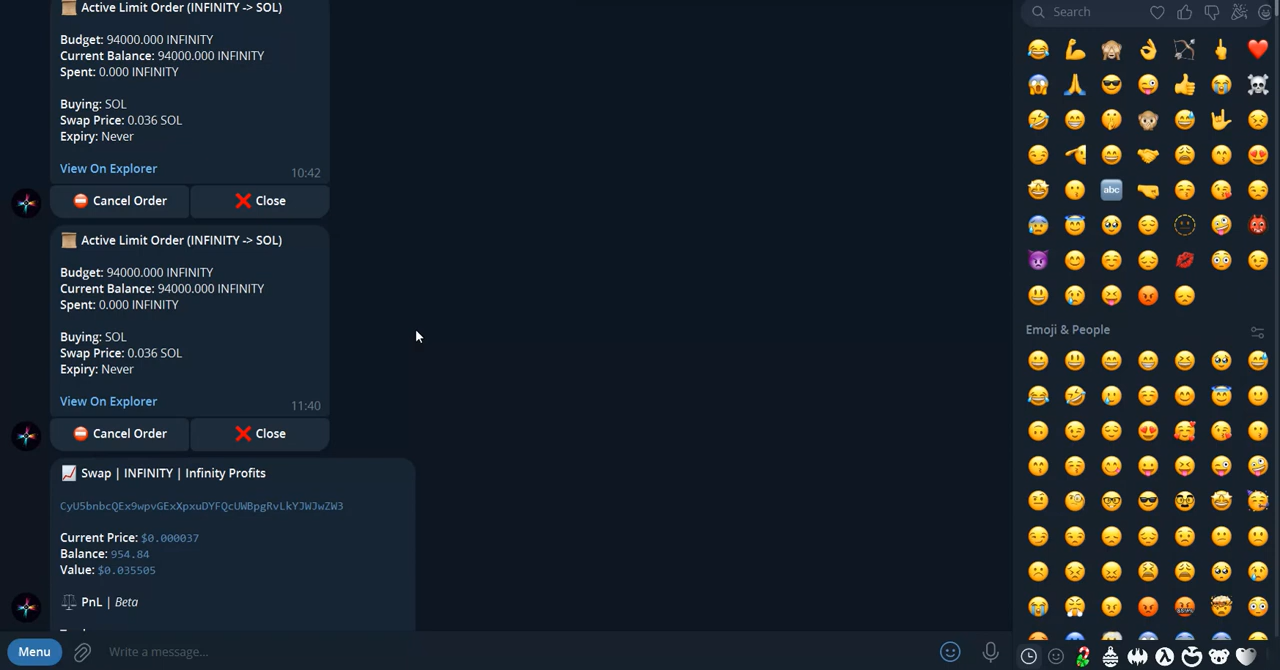 Active Limit Order (INFINITY -> SOL)
Budget: 94000.000 INFINITY
Current Balance: 94000.000 INFINITY
Spent: 0.000 INFINITY
Buying: SOL
Swap Price: 0.036 SOL
Expiry: Never
View On Explorer
10:42
Cancel Order
Close
Active Limit Order (INFINITY -> SOL)
Budget: 94000.000 INFINITY
Current Balance: 94000.000 INFINITY
Spent: 0.000 INFINITY
Buying: SOL
Swap Price: 0.036 SOL
Expiry: Never
View On Explorer
11:40
Cancel Order
Close
Swap | INFINITY | Infinity Profits
CyU5bnbcQEx9wpvGExXpxuDYFQcUWBpgRvLkYJWJwZW3
Current Price: $0.000037
Balance: 954.84
Value: $0.035505
PnL | Beta
Menu
Write a message...
Search
abc
Emoji & People